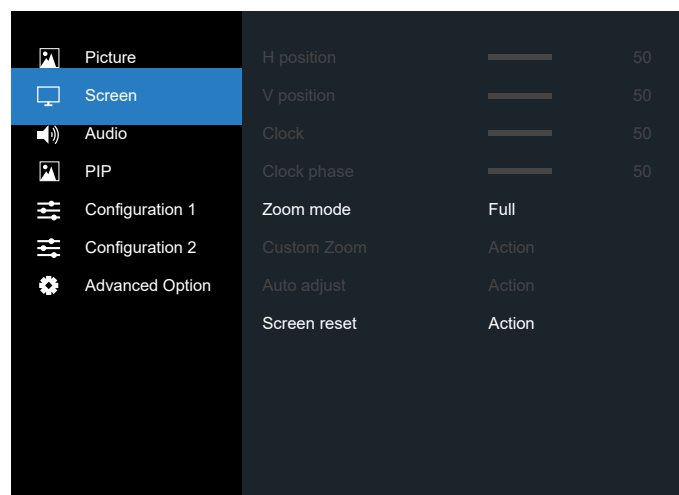 Picture
Screen
Audio
PIP
Configuration 1
Configuration 2
Advanced Option
H position 50
V position 50
Clock 50
Clock phase 50
Zoom mode Full
Custom Zoom Action
Auto adjust Action
Screen reset Action